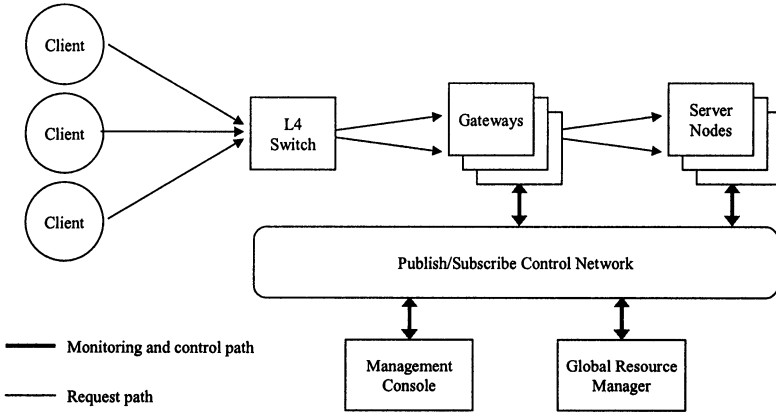 Client
Client
Client
L4
Switch
Gateways
Server
Nodes
Publish/Subscribe Control Network
Monitoring and control path
Request path
Management
Console
Global Resource
Manager